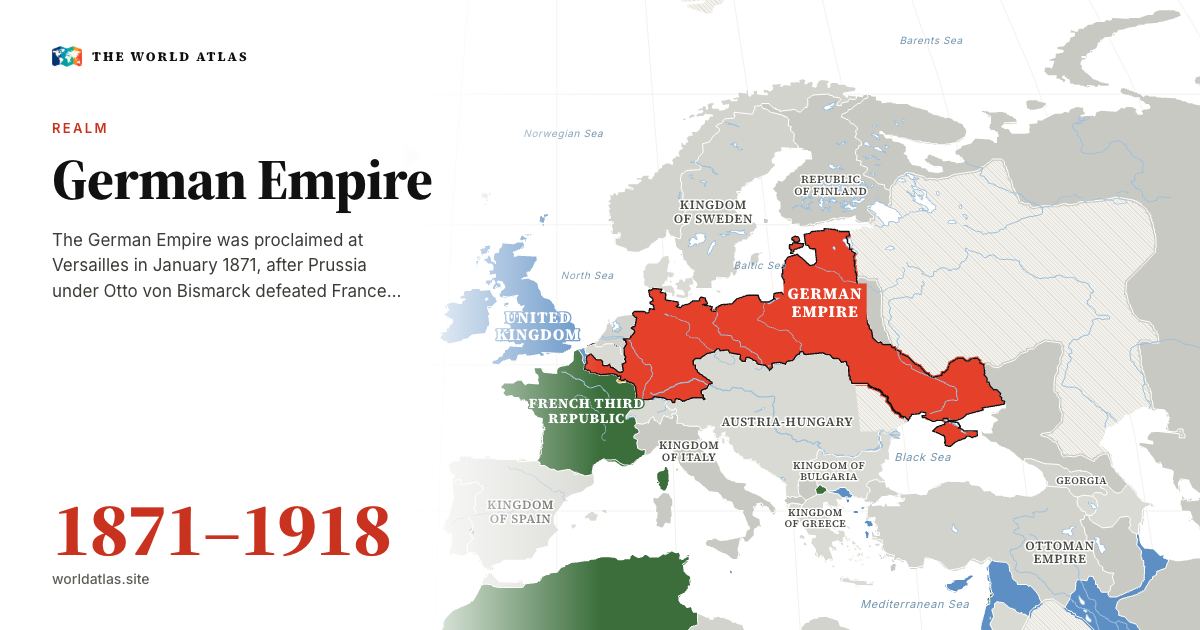 THE WORLD ATLAS
REALM
German Empire
The German Empire was proclaimed at
Versailles in January 1871, after Prussia
under Otto von Bismarck defeated France...
1871–1918
worldatlas.site
Barents Sea
Norwegian Sea
REPUBLIC
OF FINLAND
KINGDOM
OF SWEDEN
North Sea
Baltic Sea
GERMAN
EMPIRE
UNITED
KINGDOM
FRENCH THIRD
REPUBLIC
AUSTRIA-HUNGARY
KINGDOM
OF ITALY
Black Sea
KINGDOM OF
BULGARIA
GEORGIA
KINGDOM
OF SPAIN
KINGDOM
OF GREECE
OTTOMAN
EMPIRE
Mediterranean Sea